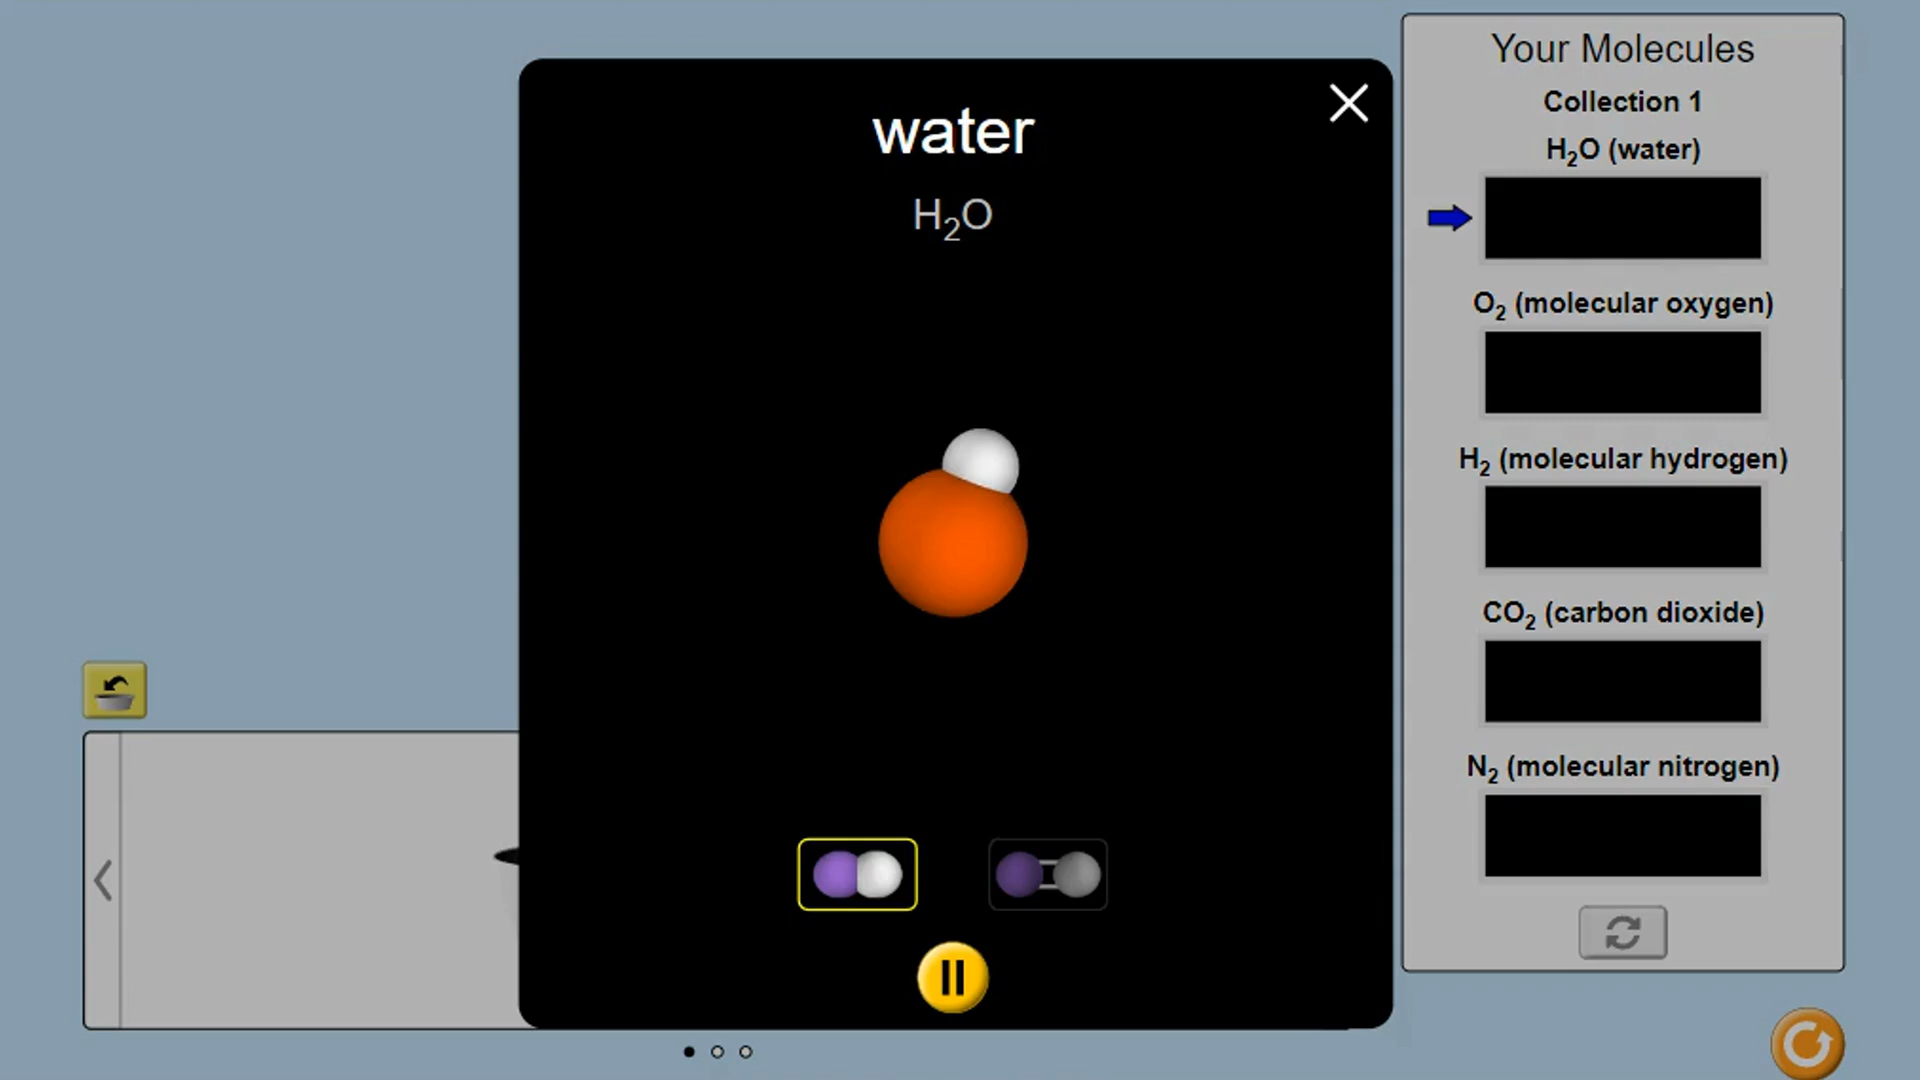 water
H₂O
Your Molecules
Collection 1
H₂O (water)
O₂ (molecular oxygen)
H₂ (molecular hydrogen)
CO₂ (carbon dioxide)
N₂ (molecular nitrogen)